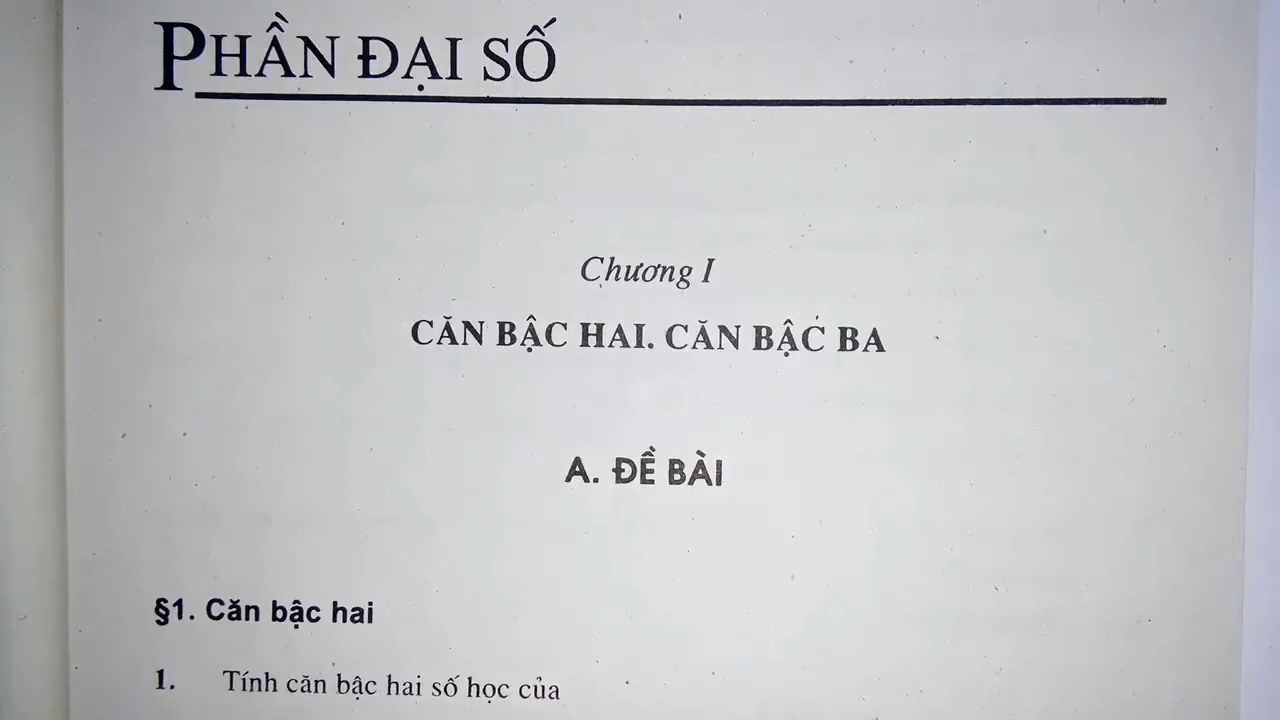 PHẦN ĐẠI SỐ
Chương I
CĂN BẬC HAI. CĂN BẬC BA
A. ĐỀ BÀI
§1. Căn bậc hai
1. Tính căn bậc hai số học của